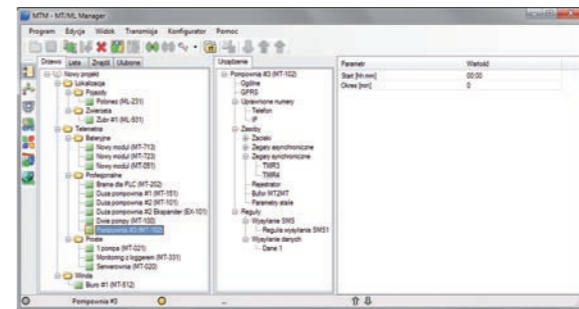 MTM - MT/ML Manager
Program Edycja Widok Transmisja Konfigurator Pomoc
Drzewo Lista Znajdź Ulubione
Nowy projekt
Lokalizacja
Pojazdy
Polonez (ML-231)
Zwierzęta
Żubr #1 (ML-931)
Telemetria
Bateryjne
Nowy moduł (MT-713)
Nowy moduł (MT-723)
Nowy moduł (MT-051)
Profesjonalne
Brama dla PLC (MT-202)
Duża pompownia #1 (MT-151)
Duża pompownia #2 (MT-101)
Duża pompownia #2 Ekspander (EX-101)
Dwie pompy (MT-100)
Pompownia #3 (MT-102)
Proste
1 pompa (MT-021)
Monitoring z loggerem (MT-331)
Serwerownia (MT-020)
Winda
Biuro #1 (MT-512)
Urządzenie
Pompownia #3 (MT-102)
Ogólne
GPRS
Uprawnione numery
Telefon
IP
Zasoby
Zaciski
Zegary asynchroniczne
Zegary synchroniczne
TMR3
TMR4
Rejestrator
Bufor MT2MT
Parametry stałe
Reguły
Wysyłanie SMS
Reguła wysyłania SMS1
Wysyłanie danych
Dane 1
Parametr Wartość
Start [hh:mm] 00:00
Okres [min] 0
Pompownia #3